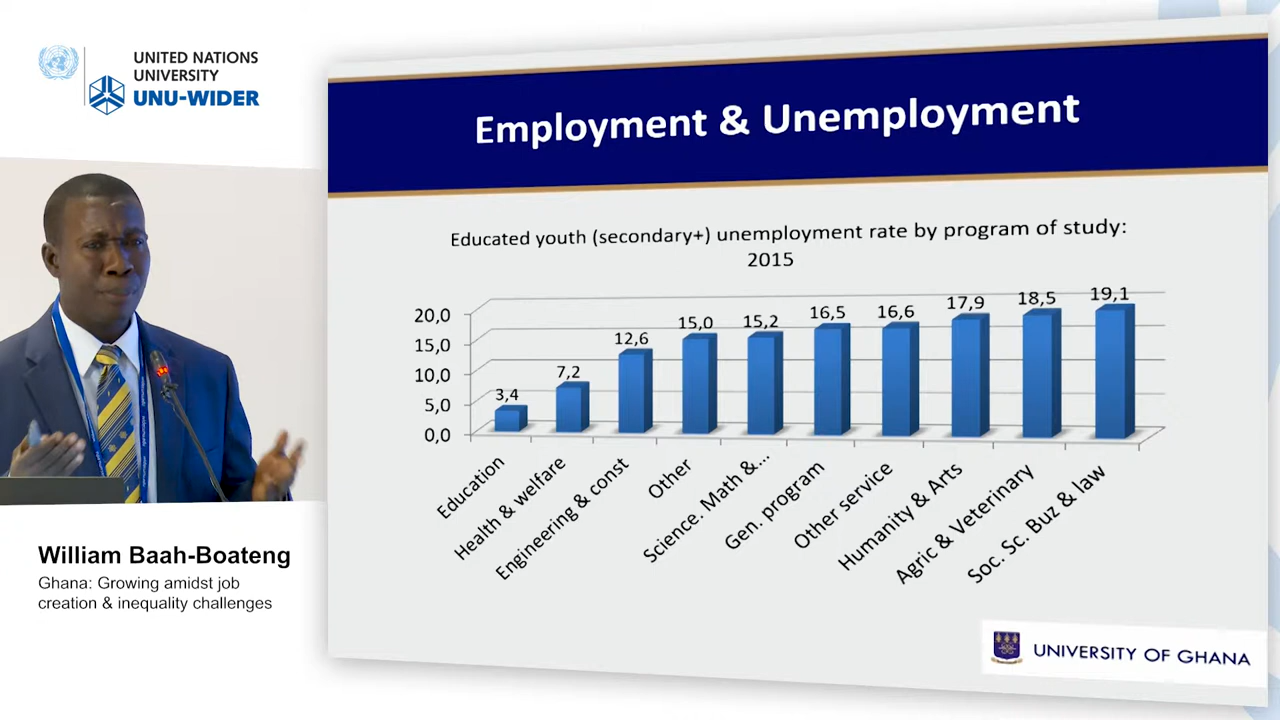 UNITED NATIONS
UNIVERSITY
UNU-WIDER
Employment & Unemployment
Educated youth (secondary+) unemployment rate by program of study:
2015
20,0
15,0
10,0
5,0
0,0
3,4
7,2
12,6
15,0
15,2
16,5
16,6
17,9
18,5
19,1
Education
Health & welfare
Engineering & const
Other
Science. Math &...
Gen. program
Other service
Humanity & Arts
Agric & Veterinary
Soc. Sc. Buz & law
William Baah-Boateng
Ghana: Growing amidst job
creation & inequality challenges
UNIVERSITY OF GHANA